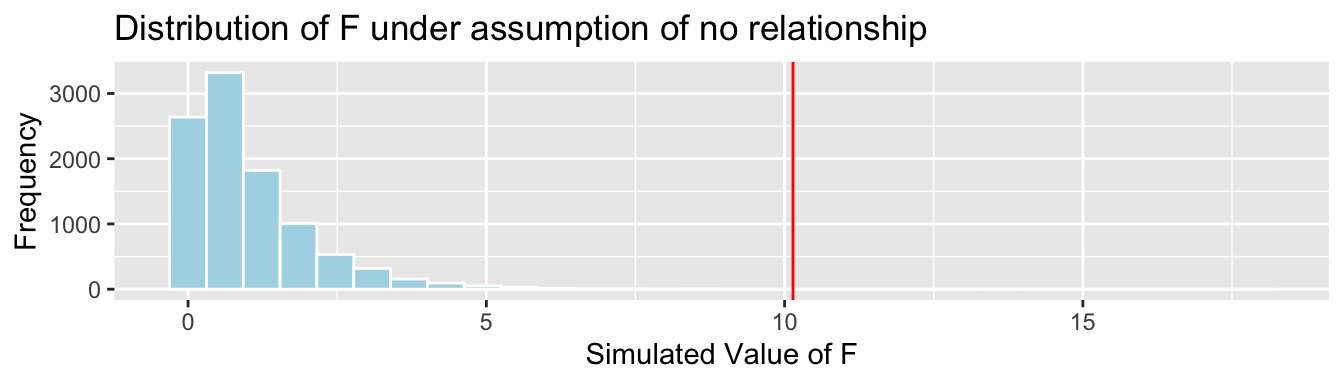 Distribution of F under assumption of no relationship
3000
2000
1000
0
Frequency
0 5 10 15
Simulated Value of F